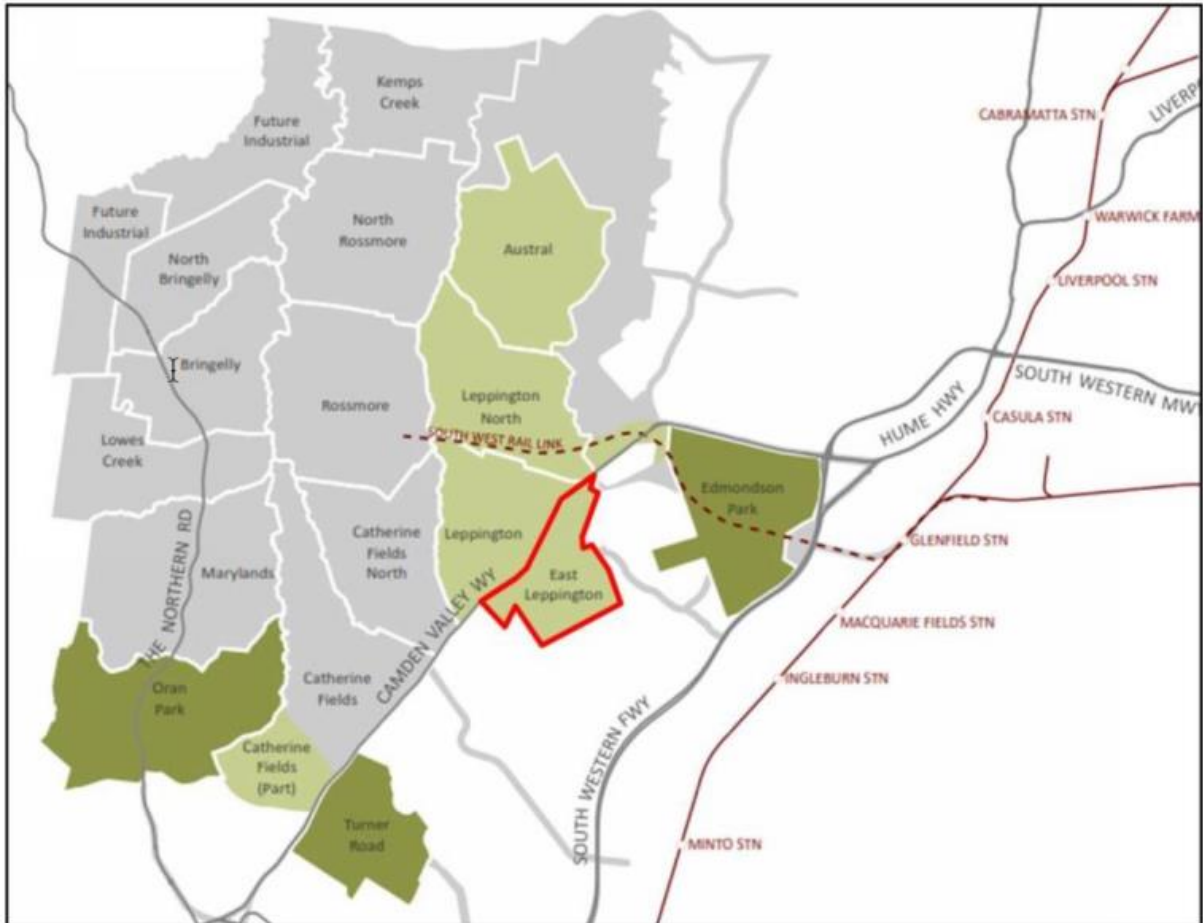 Kemps
Creek
Future
Industrial
CABRAMATTA STN
Future
Industrial
North
Rossmore
WARWICK FARM
Austral
North
Bringelly
LIVERPOOL STN
Bringelly
SOUTH WESTERN MW
Leppington
North
Rossmore
HUME HWY
CASULA STN
SOUTH WEST RAIL LINK
Lowes
Creek
Edmondson
Park
Catherine
Fields
North
Leppington
GLENFIELD STN
THE NORTHERN RD
Marylands
East
Leppington
CAMDEN VALLEY WY
MACQUARIE FIELDS STN
INGLEBURN STN
Catherine
Fields
Oran
Park
SOUTH WESTERN FWY
Catherine
Fields
(Part)
Turner
Road
MINTO STN